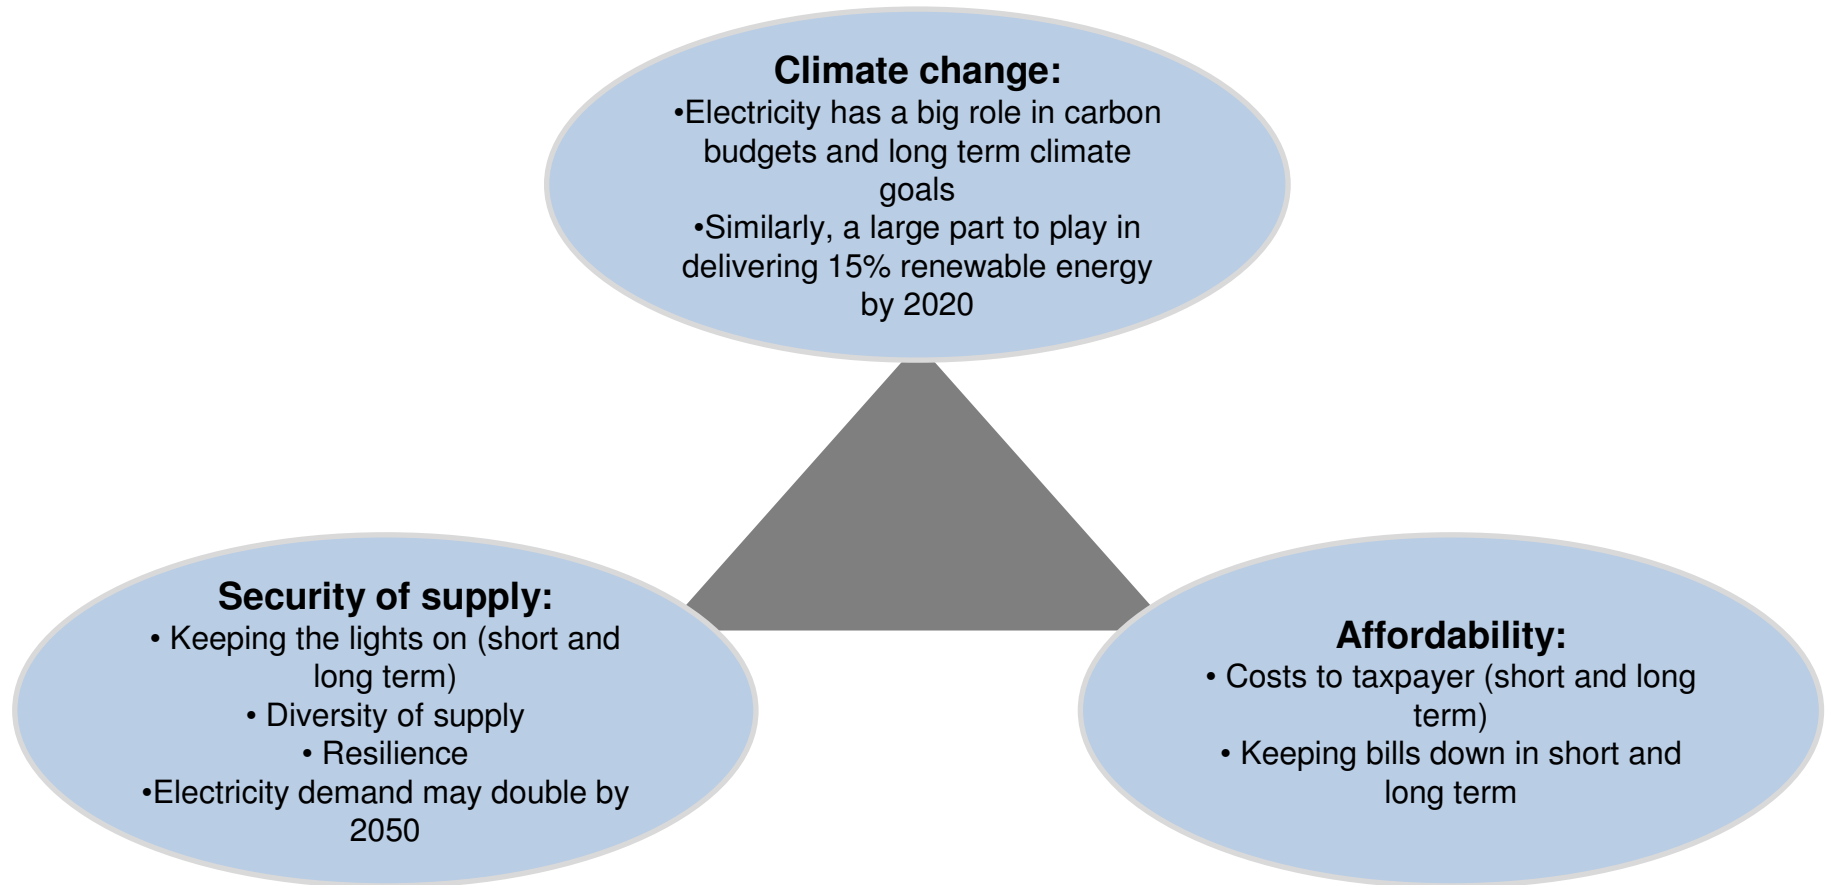 Climate change:
•Electricity has a big role in carbon
budgets and long term climate
goals
•Similarly, a large part to play in
delivering 15% renewable energy
by 2020
Security of supply:
• Keeping the lights on (short and
long term)
• Diversity of supply
• Resilience
•Electricity demand may double by
2050
Affordability:
• Costs to taxpayer (short and long
term)
• Keeping bills down in short and
long term